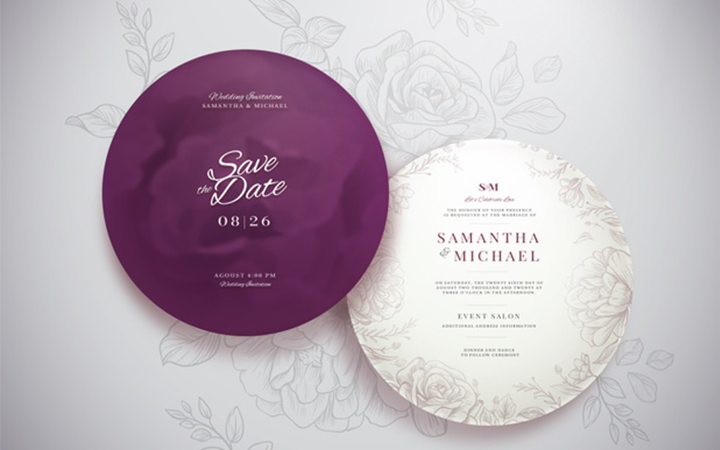 Wedding Invitation
SAMANTHA & MICHAEL
Save
the Date
08|26
AGOUST 4:00 PM
Wedding Invitation
S&M
Let's Celebrate Love
THE HONOUR OF YOUR PRESENCE
IS REQUESTED AT THE MARRIAGE OF
SAMANTHA
& MICHAEL
ON SATURDAY, THE TWENTY SIXTH DAY OF
AGOUST TWO THOUSAND AND TWENTY AT
THREE O'CLOCK IN THE AFTERNOON.
EVENT SALON
ADDITIONAL ADDRESS INFORMATION
DINNER AND DANCE
TO FOLLOW CEREMONY